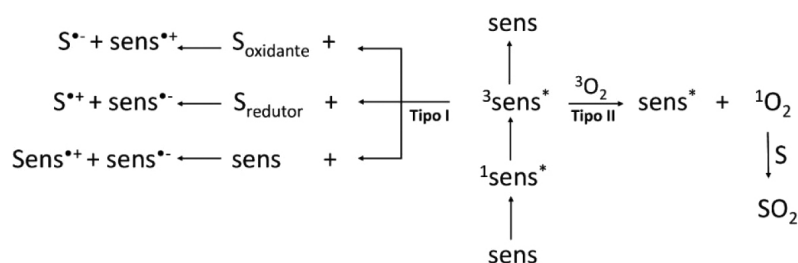 sens
S•- + sens•+ ← Soxidante +
³sens* ³O₂ Tipo II → sens* + ¹O₂
S•+ + sens•- ← Sredutor + Tipo I
Sens•+ + sens•- ← sens +
¹sens*
S
SO₂
sens